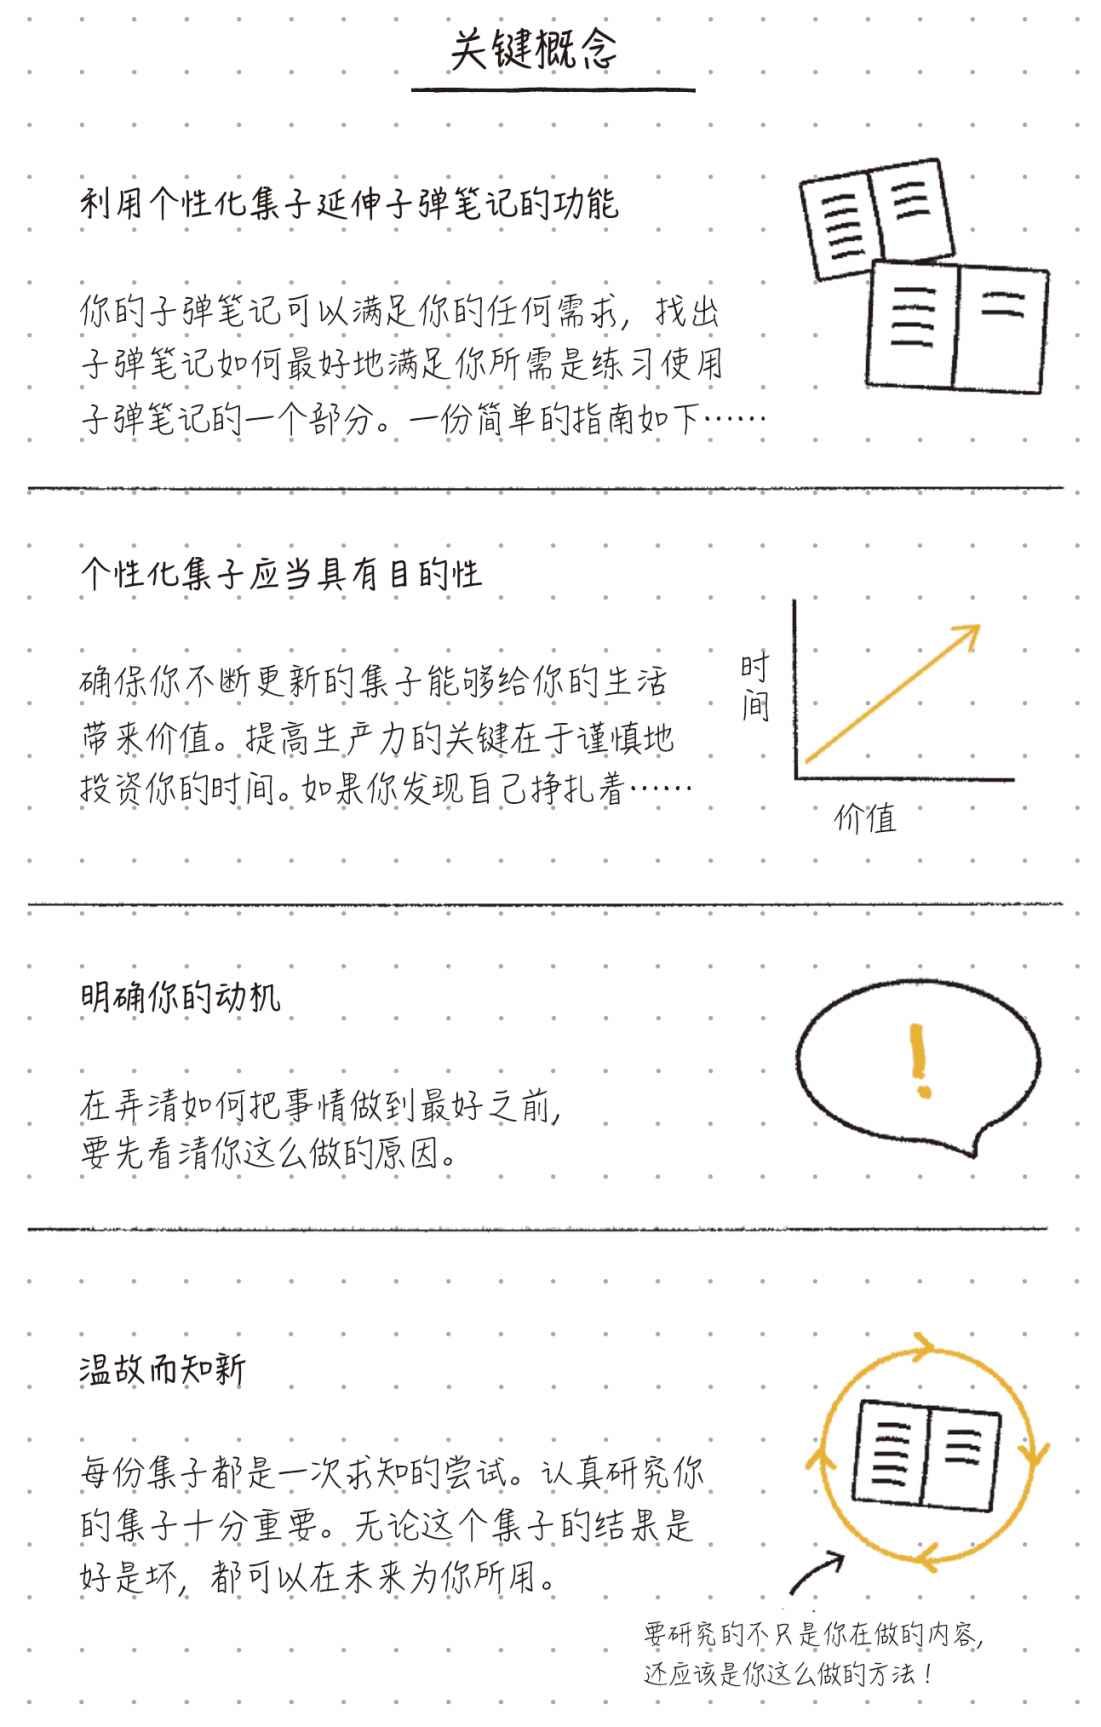 关键概念
利用个性化集子延伸子弹笔记的功能
你的子弹笔记可以满足你的任何需求，找出
子弹笔记如何最好地满足你所需是练习使用
子弹笔记的一个部分。一份简单的指南如下……
个性化集子应当具有目的性
确保你不断更新的集子能够给你的生活
带来价值。提高生产力的关键在于谨慎地
投资你的时间。如果你发现自己挣扎着……
时
间
价值
明确你的动机
在弄清如何把事情做到最好之前，
要先看清你这么做的原因。
温故而知新
每份集子都是一次求知的尝试。认真研究你
的集子十分重要。无论这个集子的结果是
好是坏，都可以在未来为你所用。
要研究的不只是你在做的内容，
还应该是你这么做的方法！